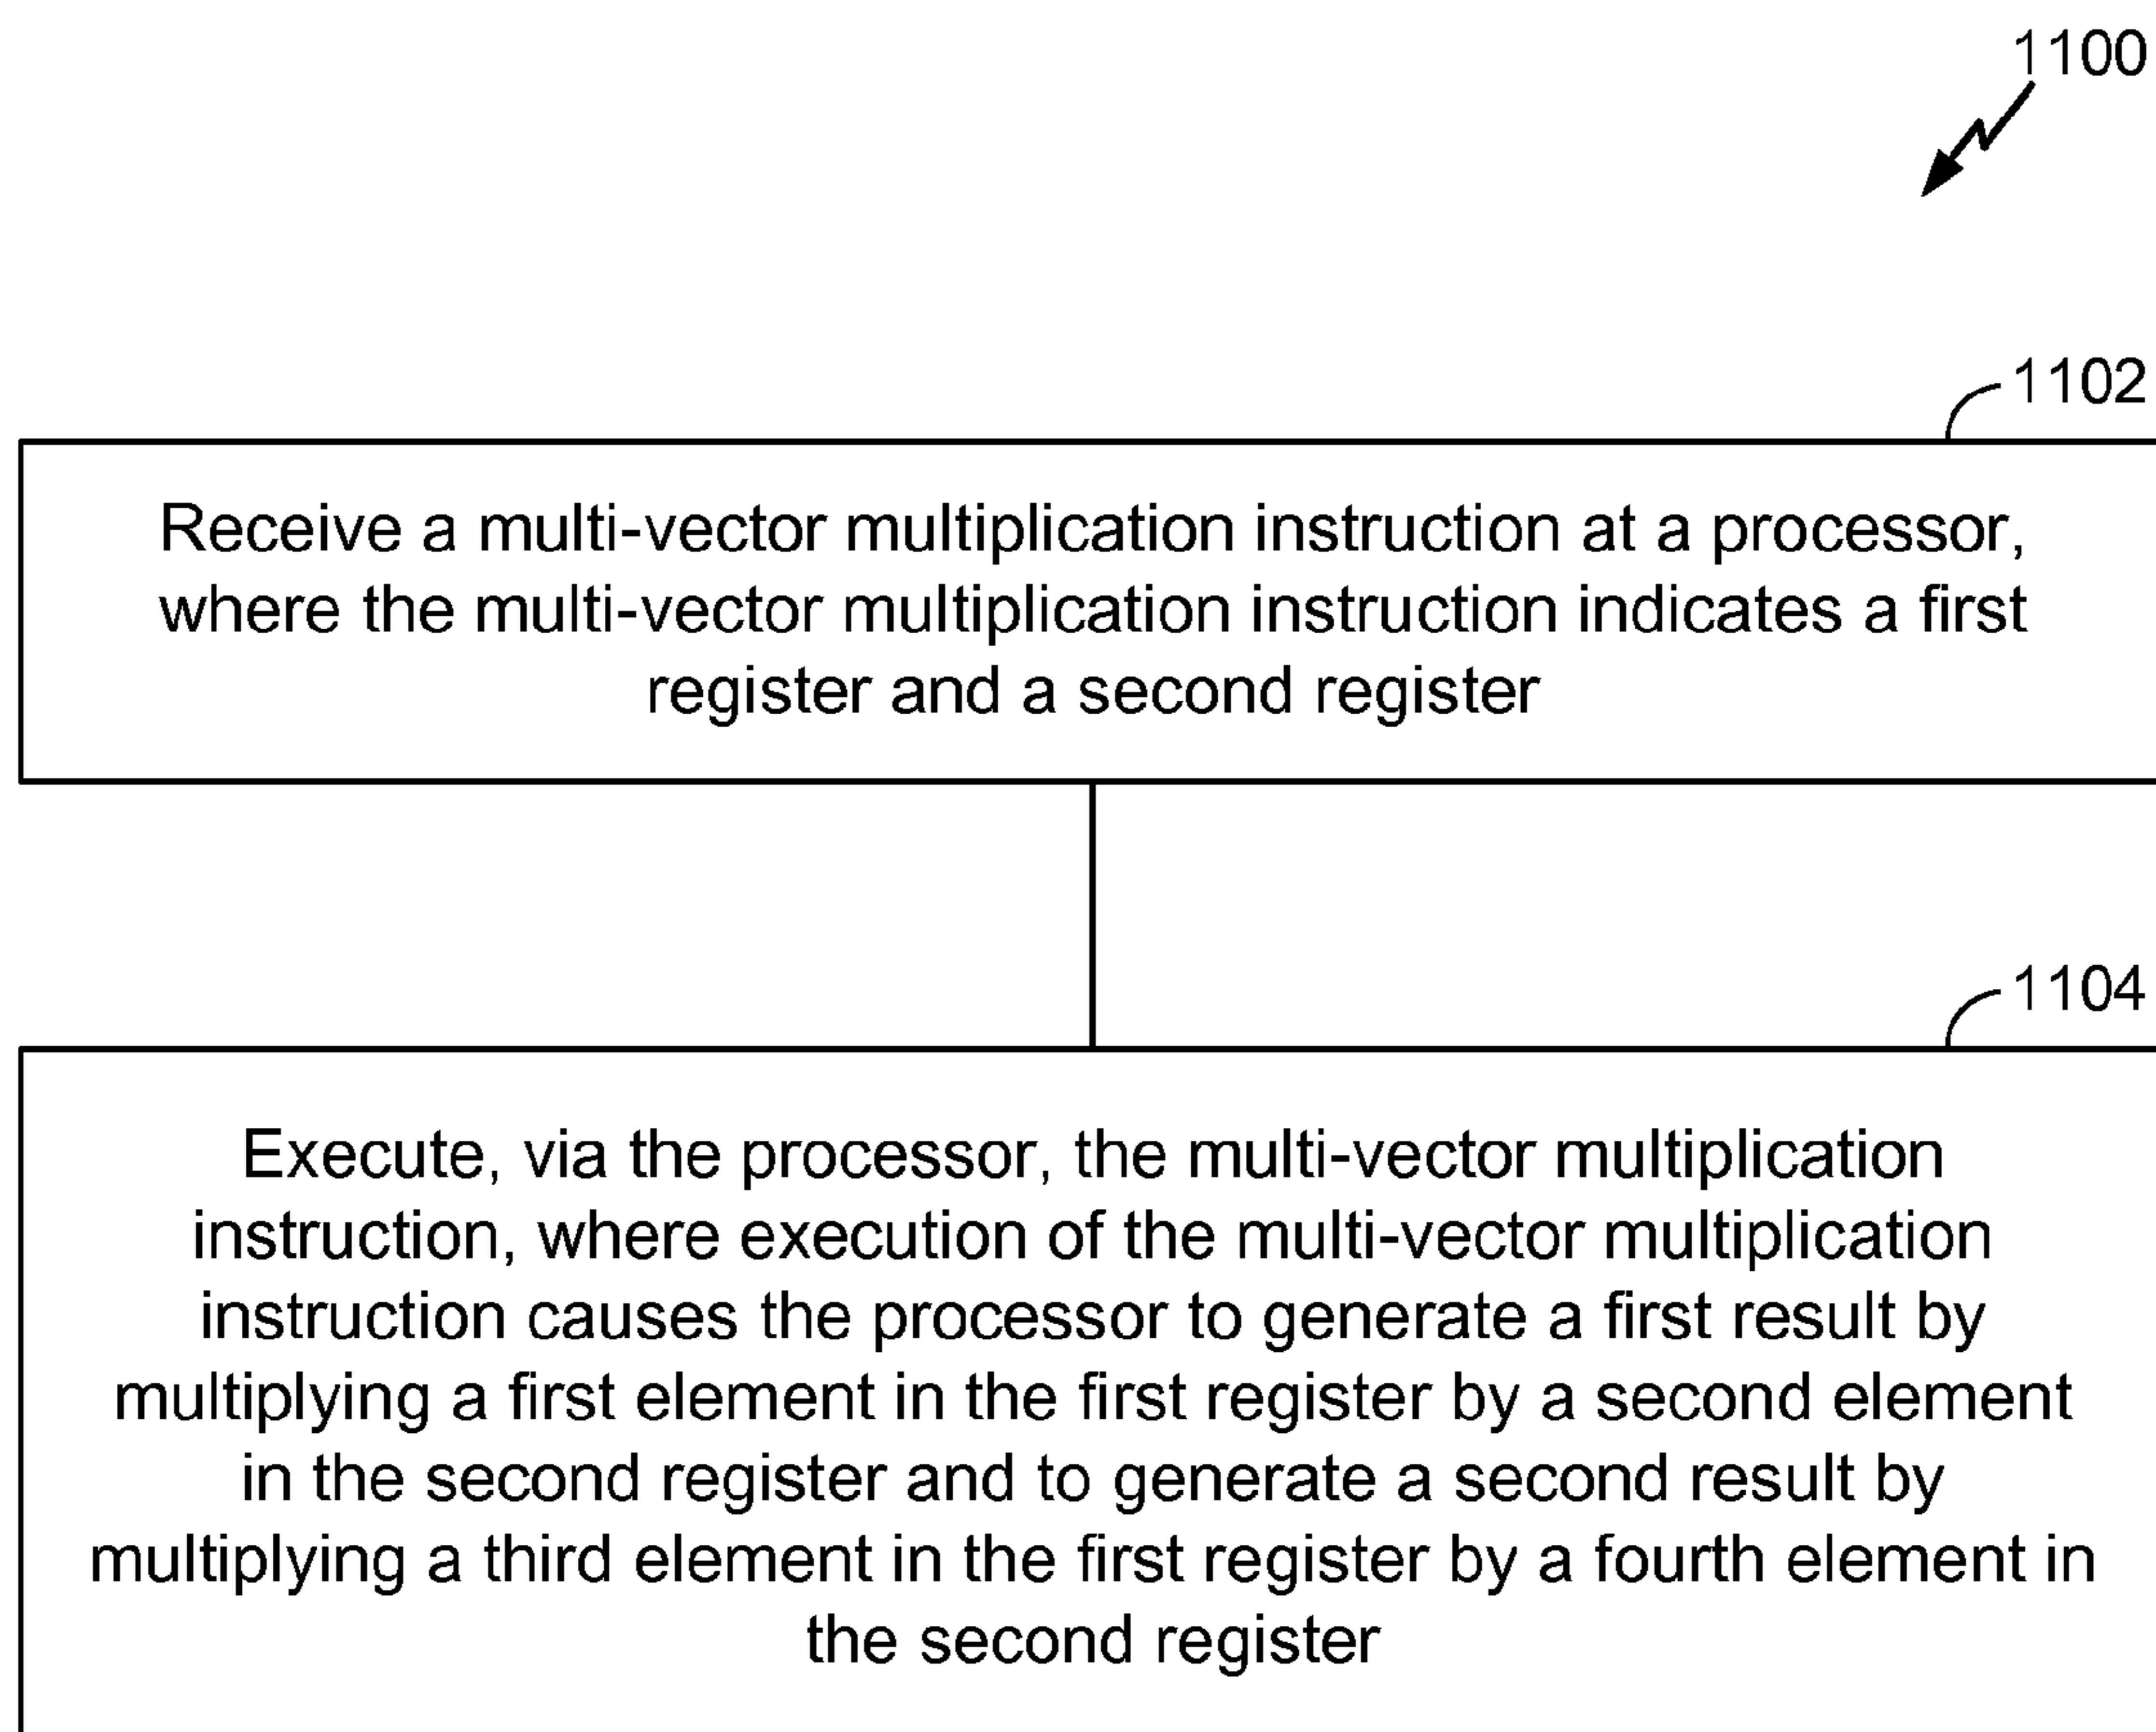 1100
1102
Receive a multi-vector multiplication instruction at a processor,
where the multi-vector multiplication instruction indicates a first
register and a second register
1104
Execute, via the processor, the multi-vector multiplication
instruction, where execution of the multi-vector multiplication
instruction causes the processor to generate a first result by
multiplying a first element in the first register by a second element
in the second register and to generate a second result by
multiplying a third element in the first register by a fourth element in
the second register